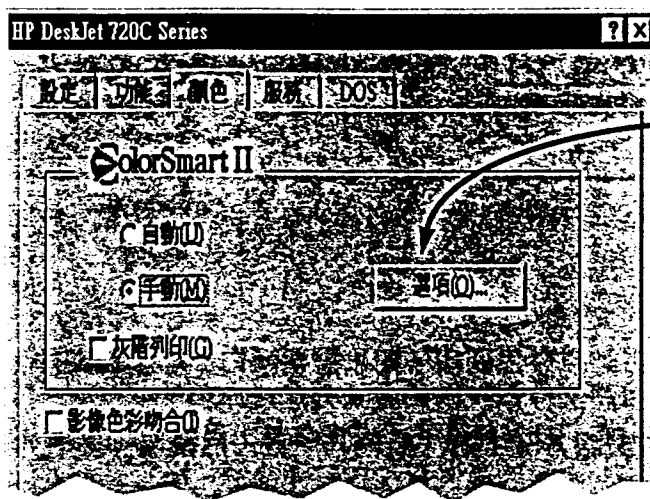 HP DeskJet 720C Series ? X
設定 功能 顏色 服務 DOS
ColorSmart II
自動(U)
手動(M) 選項(O)...
灰階列印(G)
影像色彩吻合(I)